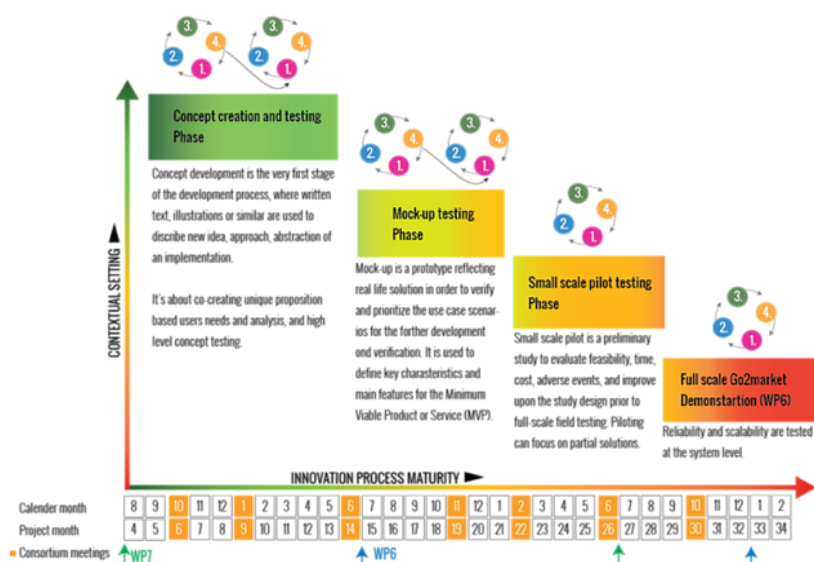 3.
2.
4.
1.
3.
2.
4.
1.
Concept creation and testing
Phase
Concept development is the very first stage
of the development process, where written
text, illustrations or similar are used to
discribe new idea, approach, abstraction of
an implementation.
It's about co-creating unique proposition
based users needs and analysis, and high
level concept testing.
3.
2.
4.
1.
3.
2.
4.
1.
Mock-up testing
Phase
Mock-up is a prototype reflecting
real life solution in order to verify
and prioritize the use case scenar-
ios for the forther development
ond verification. It is used to
define key charasteristics and
main features for the Minimum
Viable Product or Service (MVP).
3.
2.
4.
1.
Small scale pilot testing
Phase
Small scale pilot is a preliminary
study to evaluate feasibility, time,
cost, adverse events, and improve
upon the study design prior to
full-scale field testing. Piloting
can focus on partial solutions.
3.
2.
4.
1.
Full scale Go2market
Demonstartion (WP6)
Reliability and scalability are tested
at the system level.
CONTEXTUAL SETTING
INNOVATION PROCESS MATURITY
Calender month 8 9 10 11 12 1 2 3 4 5 6 7 8 9 10 11 12 1 2 3 4 5 6 7 8 9 10 11 12 1 2
Project month 4 5 6 7 8 9 10 11 12 13 14 15 16 17 18 19 20 21 22 23 24 25 26 27 28 29 30 31 32 33 34
Consortium meetings
WP7
WP6